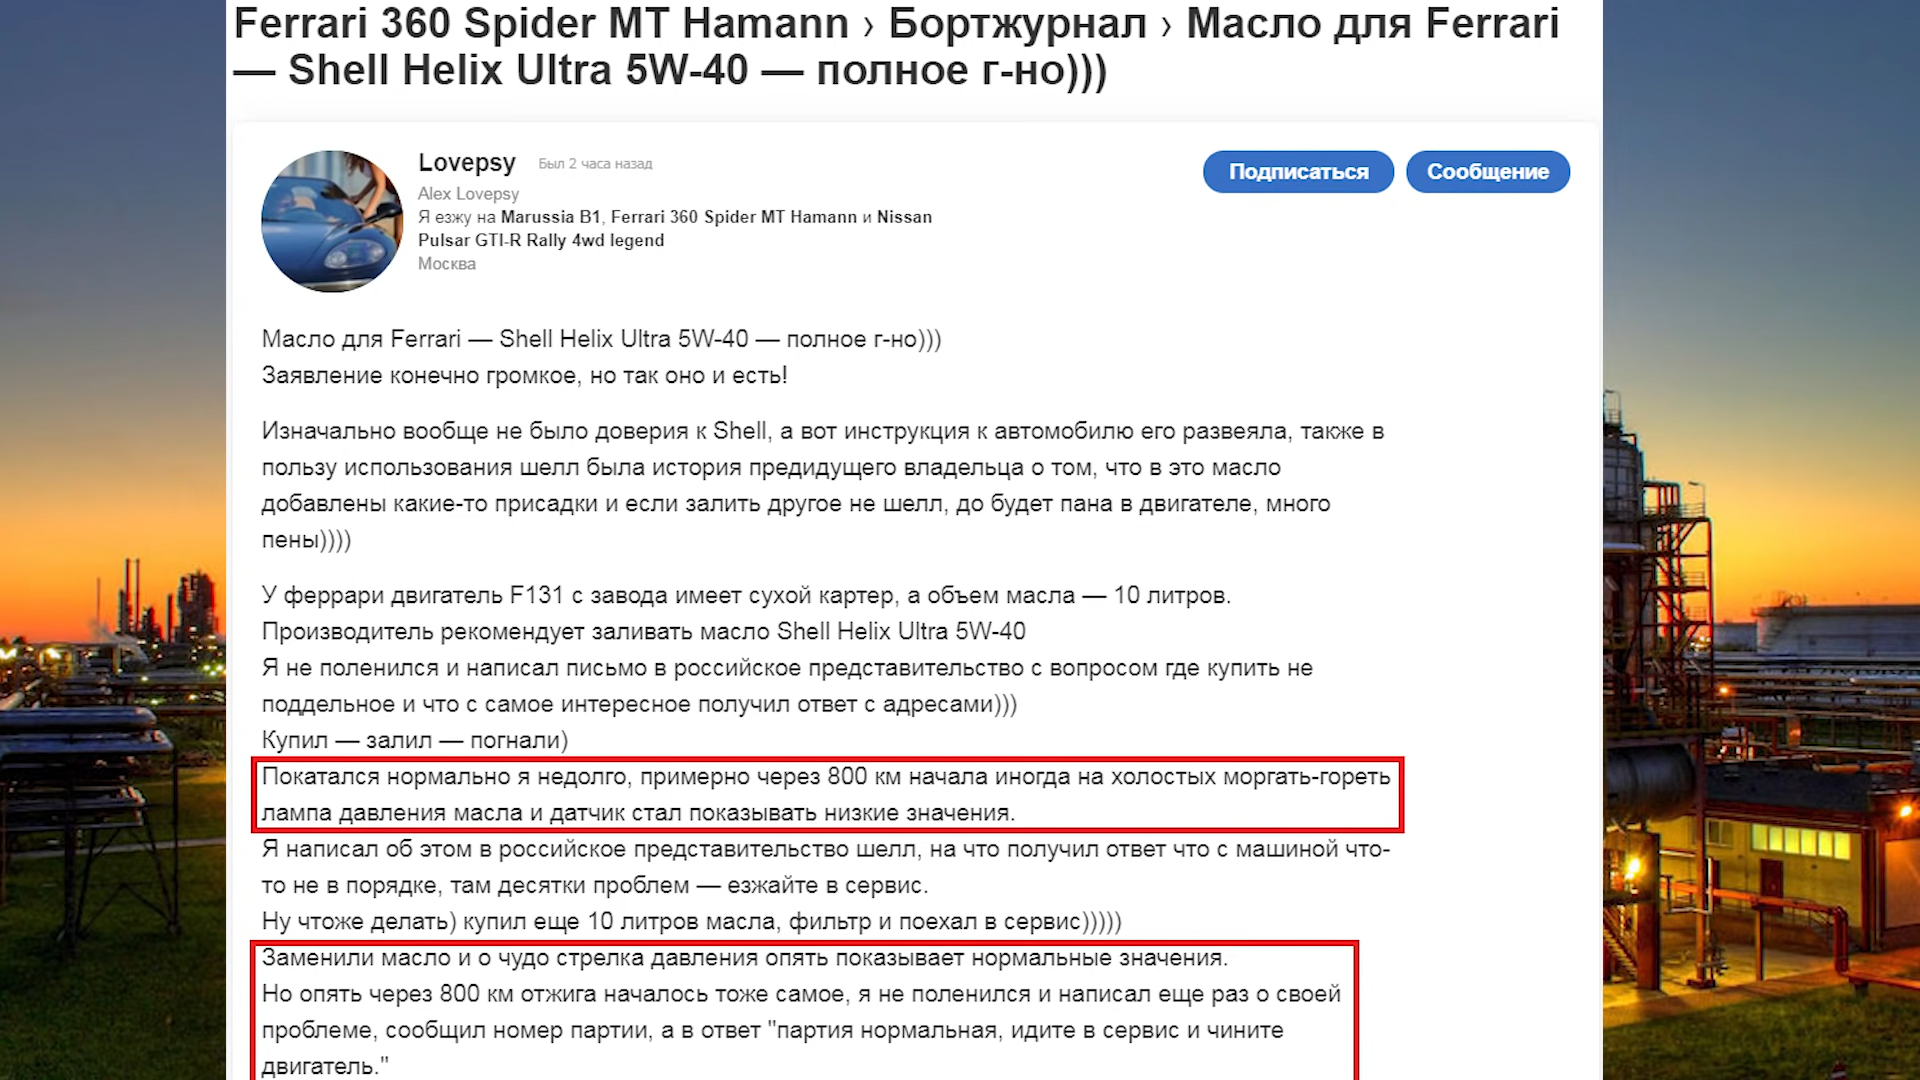 Ferrari 360 Spider MT Hamann › Бортжурнал › Масло для Ferrari
— Shell Helix Ultra 5W-40 — полное г-но)))
Lovepsy Был 2 часа назад
Подписаться Сообщение
Alex Lovepsy
Я езжу на Marussia B1, Ferrari 360 Spider MT Hamann и Nissan
Pulsar GTI-R Rally 4wd legend
Москва
Масло для Ferrari — Shell Helix Ultra 5W-40 — полное г-но)))
Заявление конечно громкое, но так оно и есть!
Изначально вообще не было доверия к Shell, а вот инструкция к автомобилю его развеяла, также в
пользу использования шелл была история предидущего владельца о том, что в это масло
добавлены какие-то присадки и если залить другое не шелл, до будет пана в двигателе, много
пены))))
У феррари двигатель F131 с завода имеет сухой картер, а объем масла — 10 литров.
Производитель рекомендует заливать масло Shell Helix Ultra 5W-40
Я не поленился и написал письмо в российское представительство с вопросом где купить не
поддельное и что с самое интересное получил ответ с адресами)))
Купил — залил — погнали)
Покатался нормально я недолго, примерно через 800 км начала иногда на холостых моргать-гореть
лампа давления масла и датчик стал показывать низкие значения.
Я написал об этом в российское представительство шелл, на что получил ответ что с машиной что-
то не в порядке, там десятки проблем — езжайте в сервис.
Ну чтоже делать) купил еще 10 литров масла, фильтр и поехал в сервис)))))
Заменили масло и о чудо стрелка давления опять показывает нормальные значения.
Но опять через 800 км отжига началось тоже самое, я не поленился и написал еще раз о своей
проблеме, сообщил номер партии, а в ответ "партия нормальная, идите в сервис и чините
двигатель."